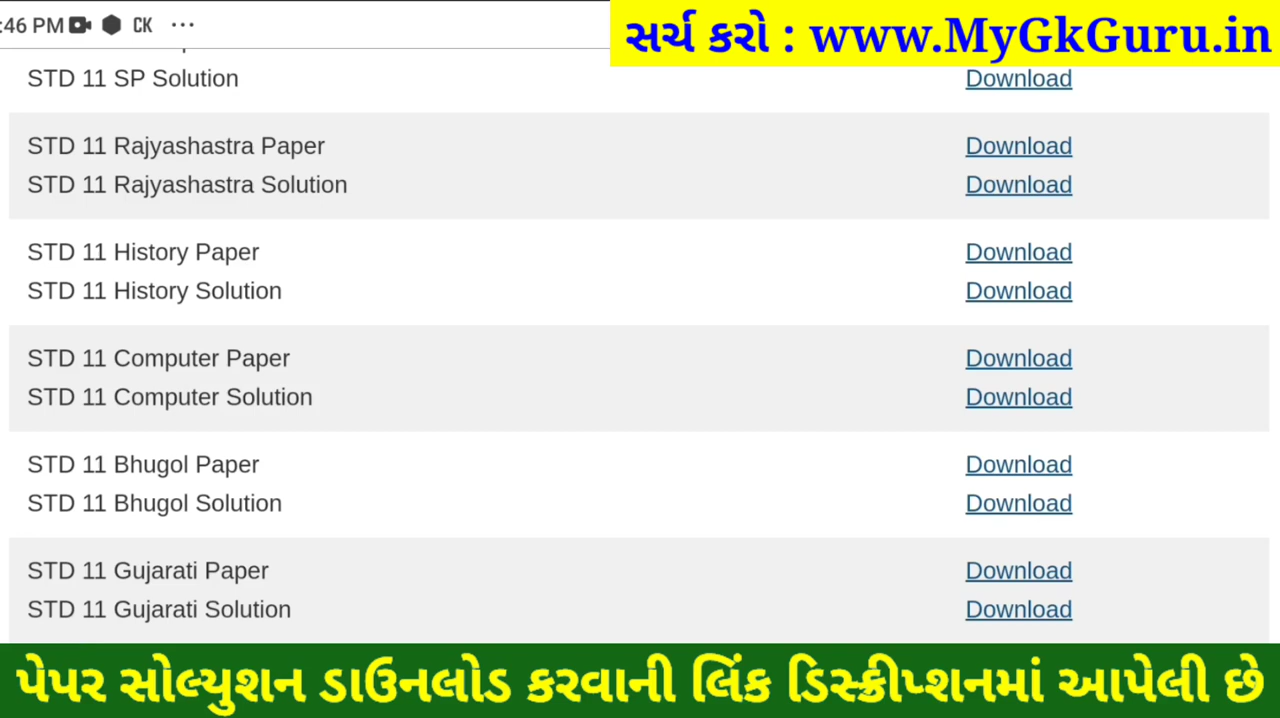 :46 PM CK ...
સર્ચ કરો : www.MyGkGuru.in
STD 11 SP Solution Download
STD 11 Rajyashastra Paper Download
STD 11 Rajyashastra Solution Download
STD 11 History Paper Download
STD 11 History Solution Download
STD 11 Computer Paper Download
STD 11 Computer Solution Download
STD 11 Bhugol Paper Download
STD 11 Bhugol Solution Download
STD 11 Gujarati Paper Download
STD 11 Gujarati Solution Download
પેપર સોલ્યુશન ડાઉનલોડ કરવાની લિંક ડિસ્ક્રીપ્શનમાં આપેલી છે